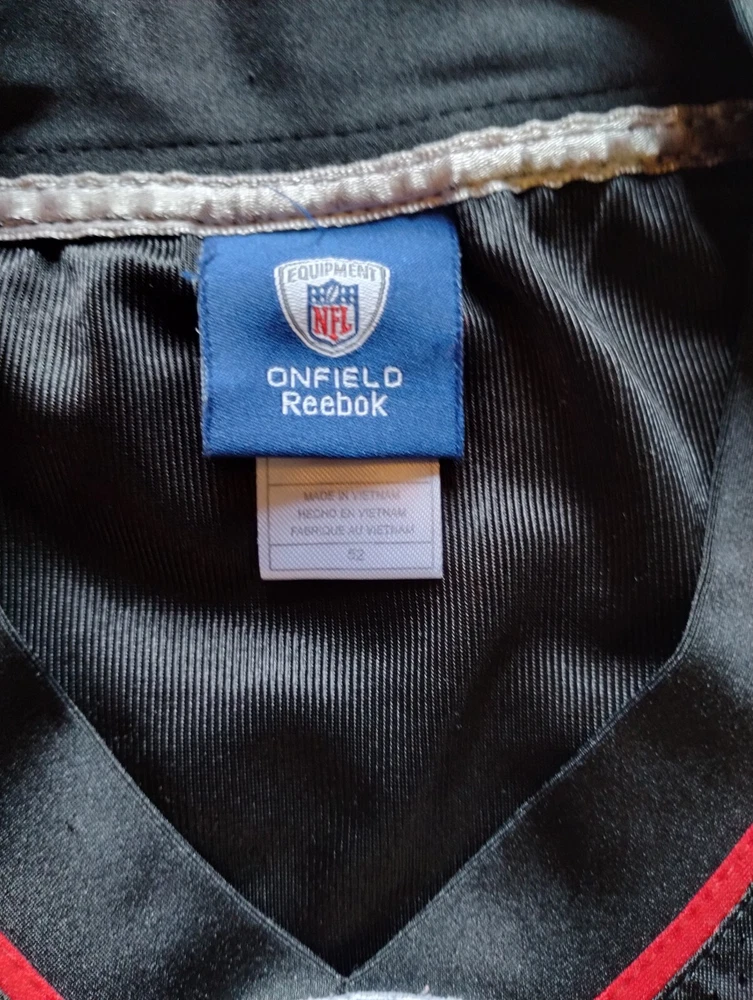 EQUIPMENT
NFL
ONFIELD
Reebok
MADE IN VIETNAM
HECHO EN VIETNAM
FABRIQUE AU VIETNAM
52